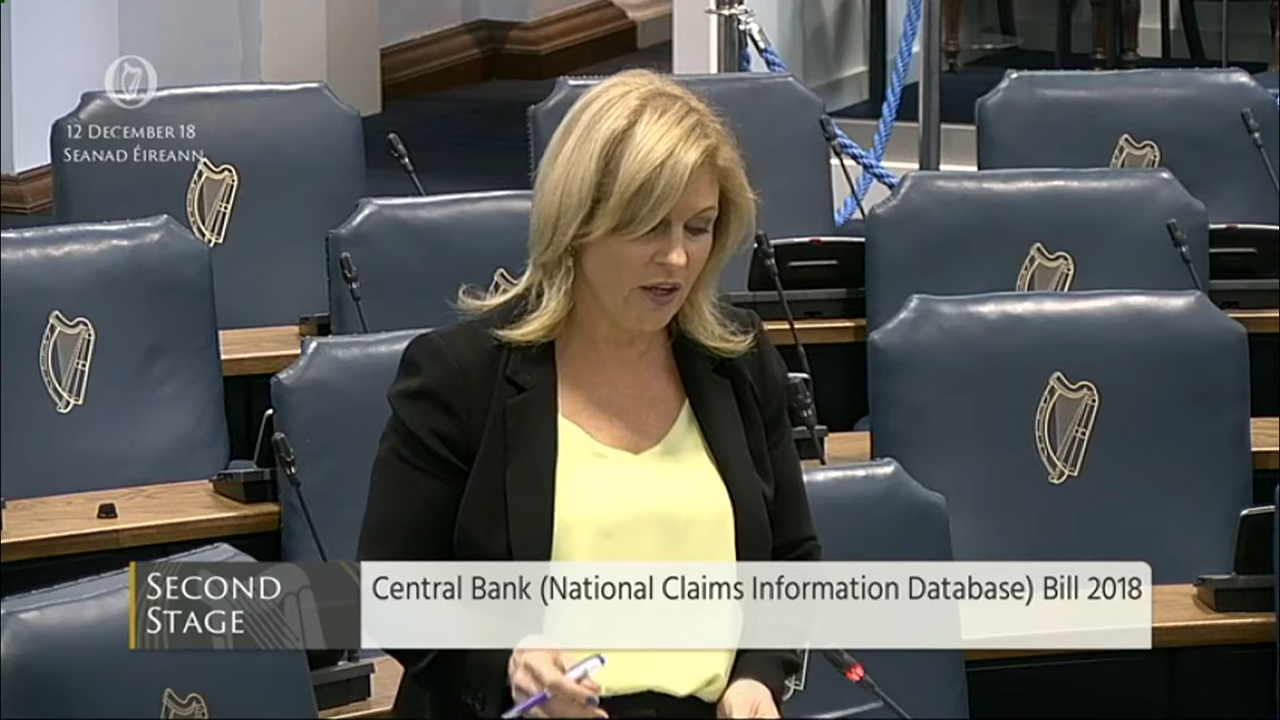 12 December 18
Seanad Éireann
Second
Stage
Central Bank (National Claims Information Database) Bill 2018